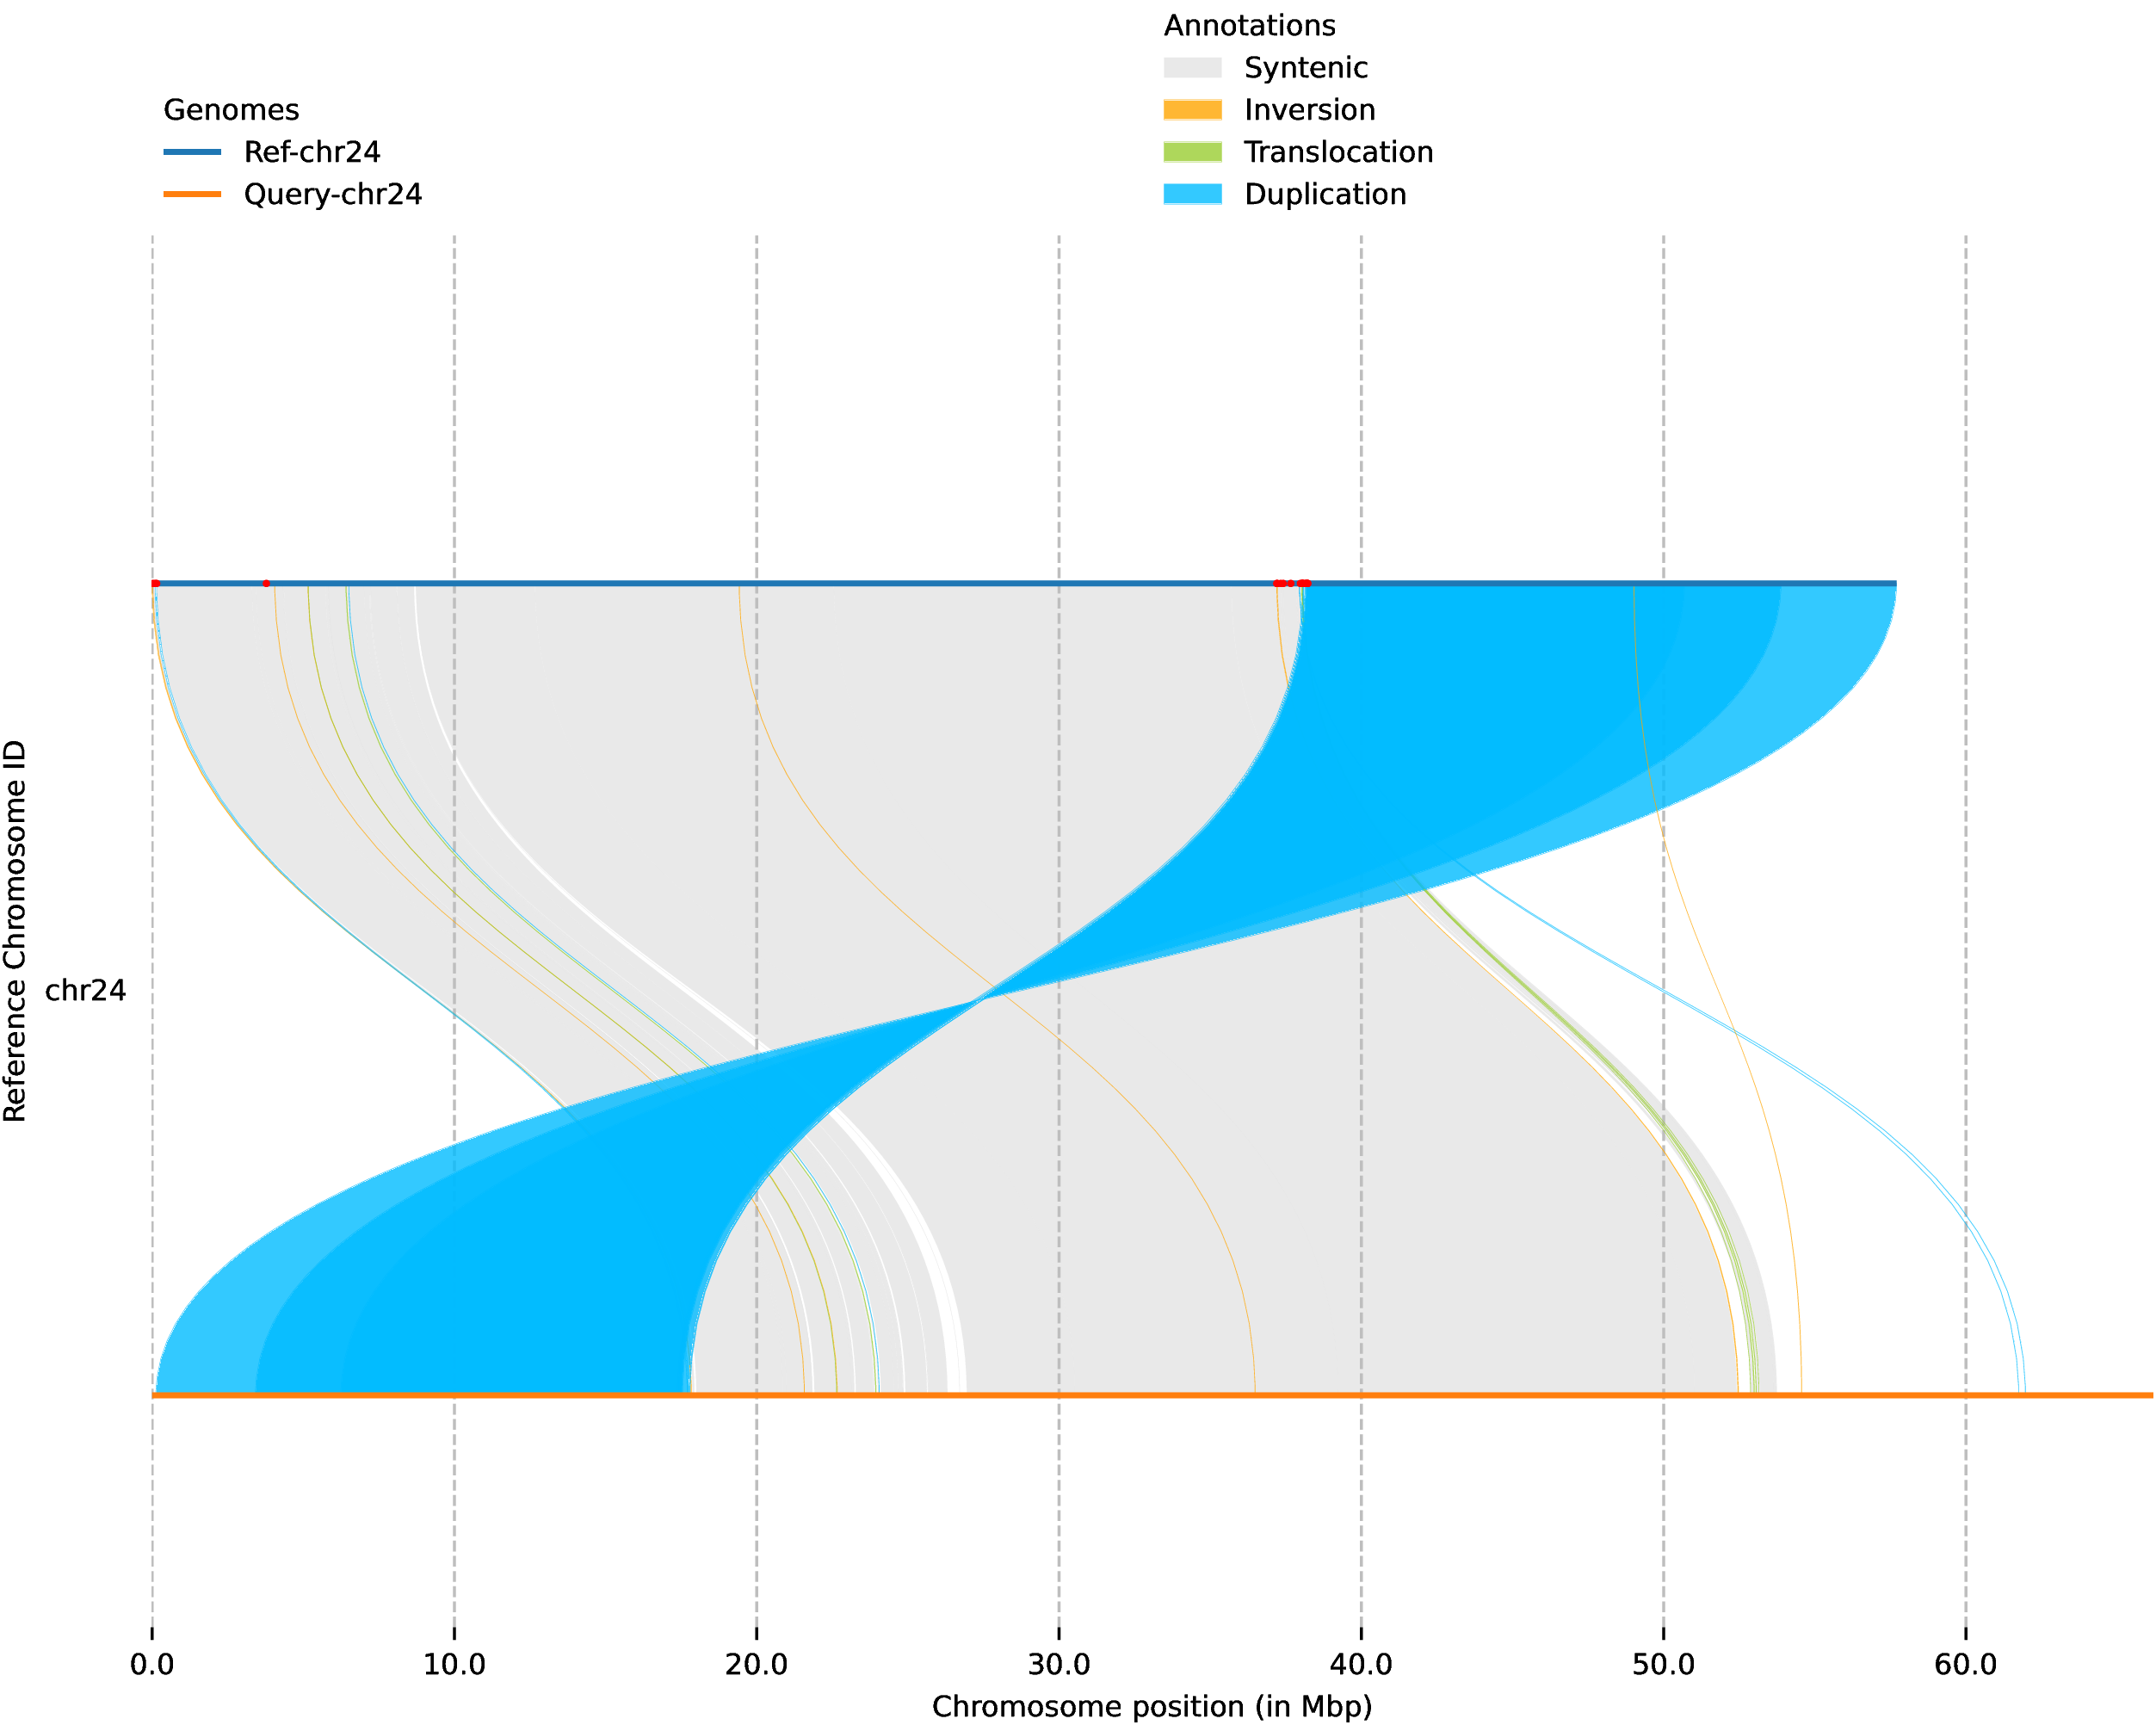 Genomes
Ref-chr24
Query-chr24
Annotations
Syntenic
Inversion
Translocation
Duplication
Reference Chromosome ID
chr24
0.0 10.0 20.0 30.0 40.0 50.0 60.0
Chromosome position (in Mbp)